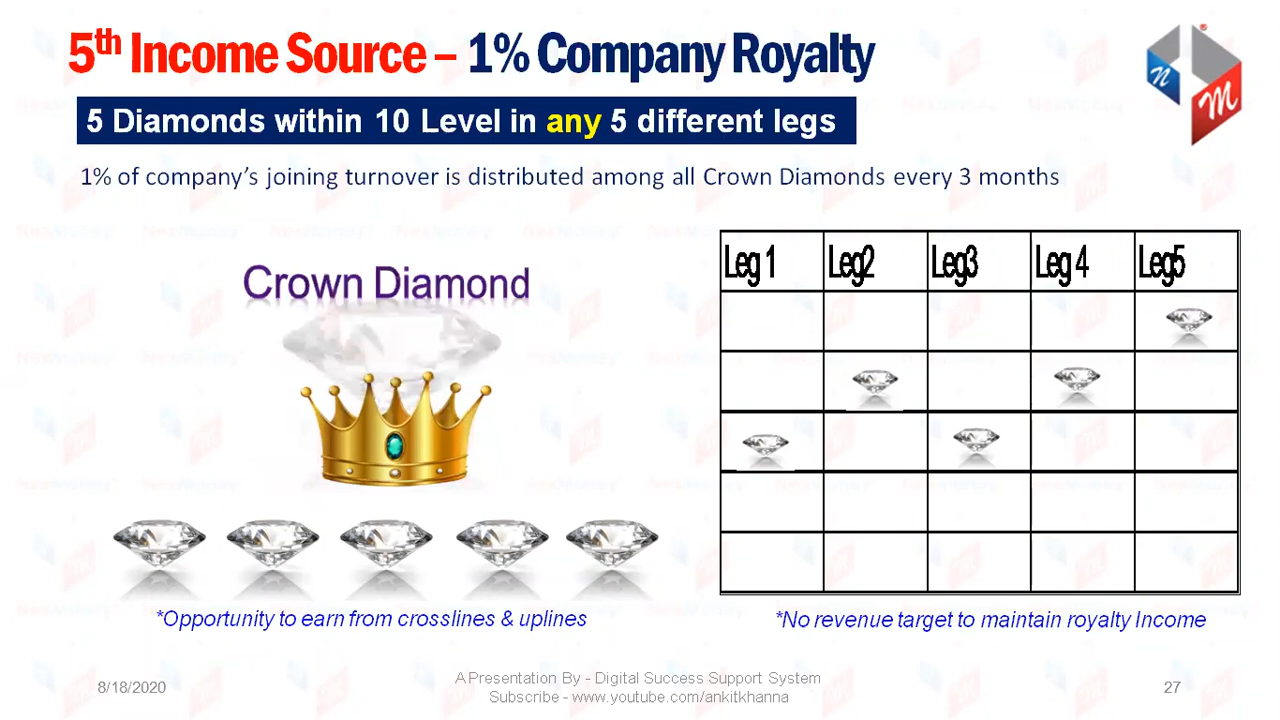 5th Income Source – 1% Company Royalty
5 Diamonds within 10 Level in any 5 different legs
1% of company's joining turnover is distributed among all Crown Diamonds every 3 months
Crown Diamond
Leg 1 Leg2 Leg3 Leg 4 Leg5
*Opportunity to earn from crosslines & uplines
*No revenue target to maintain royalty Income
8/18/2020
A Presentation By - Digital Success Support System
Subscribe - www.youtube.com/ankitkhanna
27